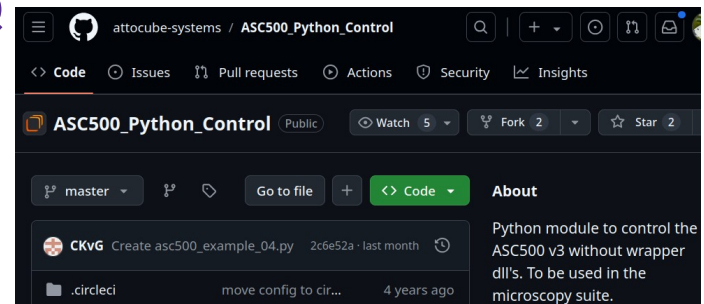 attocube-systems / ASC500_Python_Control
Code Issues Pull requests Actions Security Insights
ASC500_Python_Control Public Watch 5 Fork 2 Star 2
master Go to file Code About
Python module to control the
CKvG Create asc500_example_04.py 2c6e52a · last month
ASC500 v3 without wrapper
dll's. To be used in the
.circleci move config to cir... 4 years ago
microscopy suite.